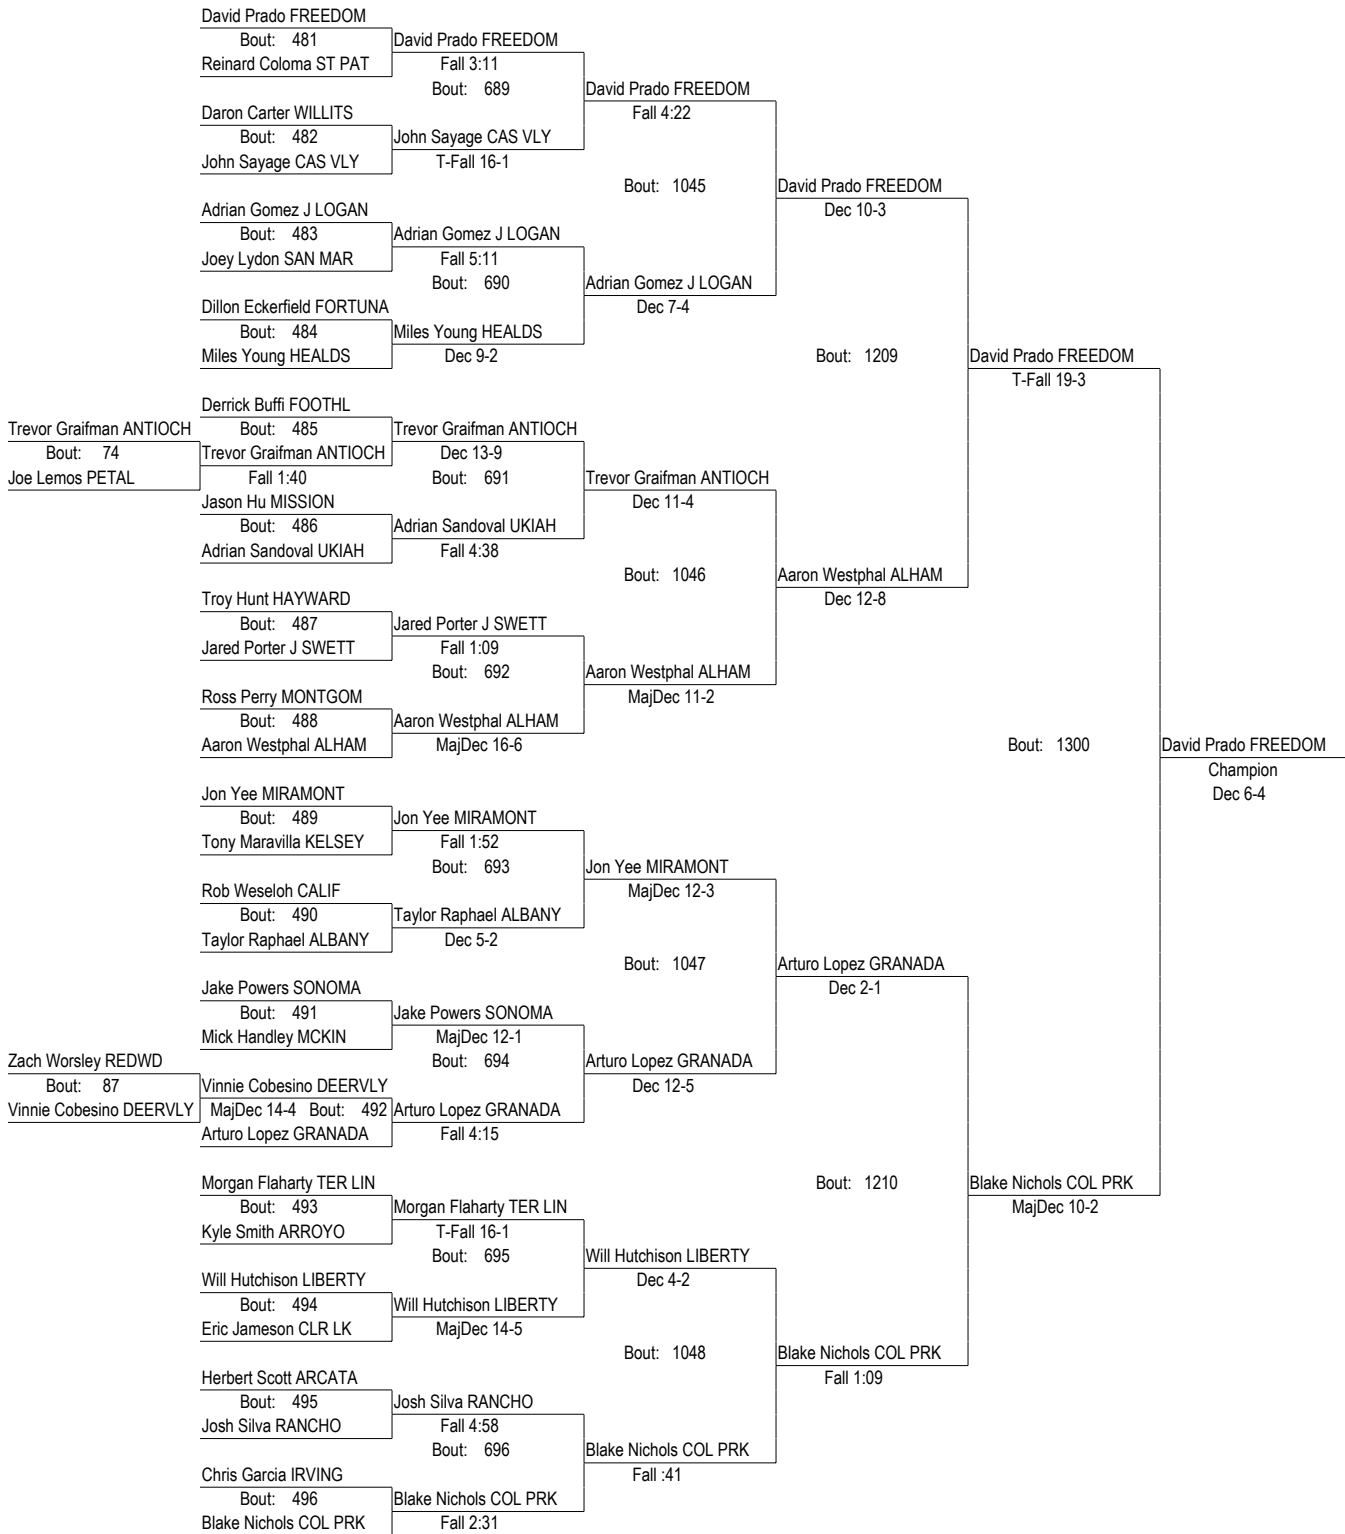 David Prado FREEDOM
Bout: 481 David Prado FREEDOM
Reinard Coloma ST PAT Fall 3:11
Bout: 689 David Prado FREEDOM
Daron Carter WILLITS Fall 4:22
Bout: 482 John Sayage CAS VLY
John Sayage CAS VLY T-Fall 16-1
Bout: 1045 David Prado FREEDOM
Adrian Gomez J LOGAN Dec 10-3
Bout: 483 Adrian Gomez J LOGAN
Joey Lydon SAN MAR Fall 5:11
Bout: 690 Adrian Gomez J LOGAN
Dillon Eckerfield FORTUNA Dec 7-4
Bout: 484 Miles Young HEALDS
Miles Young HEALDS Dec 9-2 Bout: 1209 David Prado FREEDOM
T-Fall 19-3
Derrick Buffi FOOTHL
Trevor Graifman ANTIOCH Bout: 485 Trevor Graifman ANTIOCH
Bout: 74 Trevor Graifman ANTIOCH Dec 13-9
Joe Lemos PETAL Fall 1:40 Bout: 691 Trevor Graifman ANTIOCH
Jason Hu MISSION Dec 11-4
Bout: 486 Adrian Sandoval UKIAH
Adrian Sandoval UKIAH Fall 4:38
Bout: 1046 Aaron Westphal ALHAM
Troy Hunt HAYWARD Dec 12-8
Bout: 487 Jared Porter J SWETT
Jared Porter J SWETT Fall 1:09
Bout: 692 Aaron Westphal ALHAM
Ross Perry MONTGOM MajDec 11-2
Bout: 488 Aaron Westphal ALHAM
Aaron Westphal ALHAM MajDec 16-6 Bout: 1300 David Prado FREEDOM
Champion
Jon Yee MIRAMONT Dec 6-4
Bout: 489 Jon Yee MIRAMONT
Tony Maravilla KELSEY Fall 1:52
Bout: 693 Jon Yee MIRAMONT
Rob Weseloh CALIF MajDec 12-3
Bout: 490 Taylor Raphael ALBANY
Taylor Raphael ALBANY Dec 5-2
Bout: 1047 Arturo Lopez GRANADA
Jake Powers SONOMA Dec 2-1
Bout: 491 Jake Powers SONOMA
Mick Handley MCKIN MajDec 12-1
Zach Worsley REDWD Bout: 694 Arturo Lopez GRANADA
Bout: 87 Vinnie Cobesino DEERVLY Dec 12-5
Vinnie Cobesino DEERVLY MajDec 14-4 Bout: 492 Arturo Lopez GRANADA
Arturo Lopez GRANADA Fall 4:15
Morgan Flaharty TER LIN Bout: 1210 Blake Nichols COL PRK
Bout: 493 Morgan Flaharty TER LIN MajDec 10-2
Kyle Smith ARROYO T-Fall 16-1
Bout: 695 Will Hutchison LIBERTY
Will Hutchison LIBERTY Dec 4-2
Bout: 494 Will Hutchison LIBERTY
Eric Jameson CLR LK MajDec 14-5
Bout: 1048 Blake Nichols COL PRK
Herbert Scott ARCATA Fall 1:09
Bout: 495 Josh Silva RANCHO
Josh Silva RANCHO Fall 4:58
Bout: 696 Blake Nichols COL PRK
Chris Garcia IRVING Fall :41
Bout: 496 Blake Nichols COL PRK
Blake Nichols COL PRK Fall 2:31